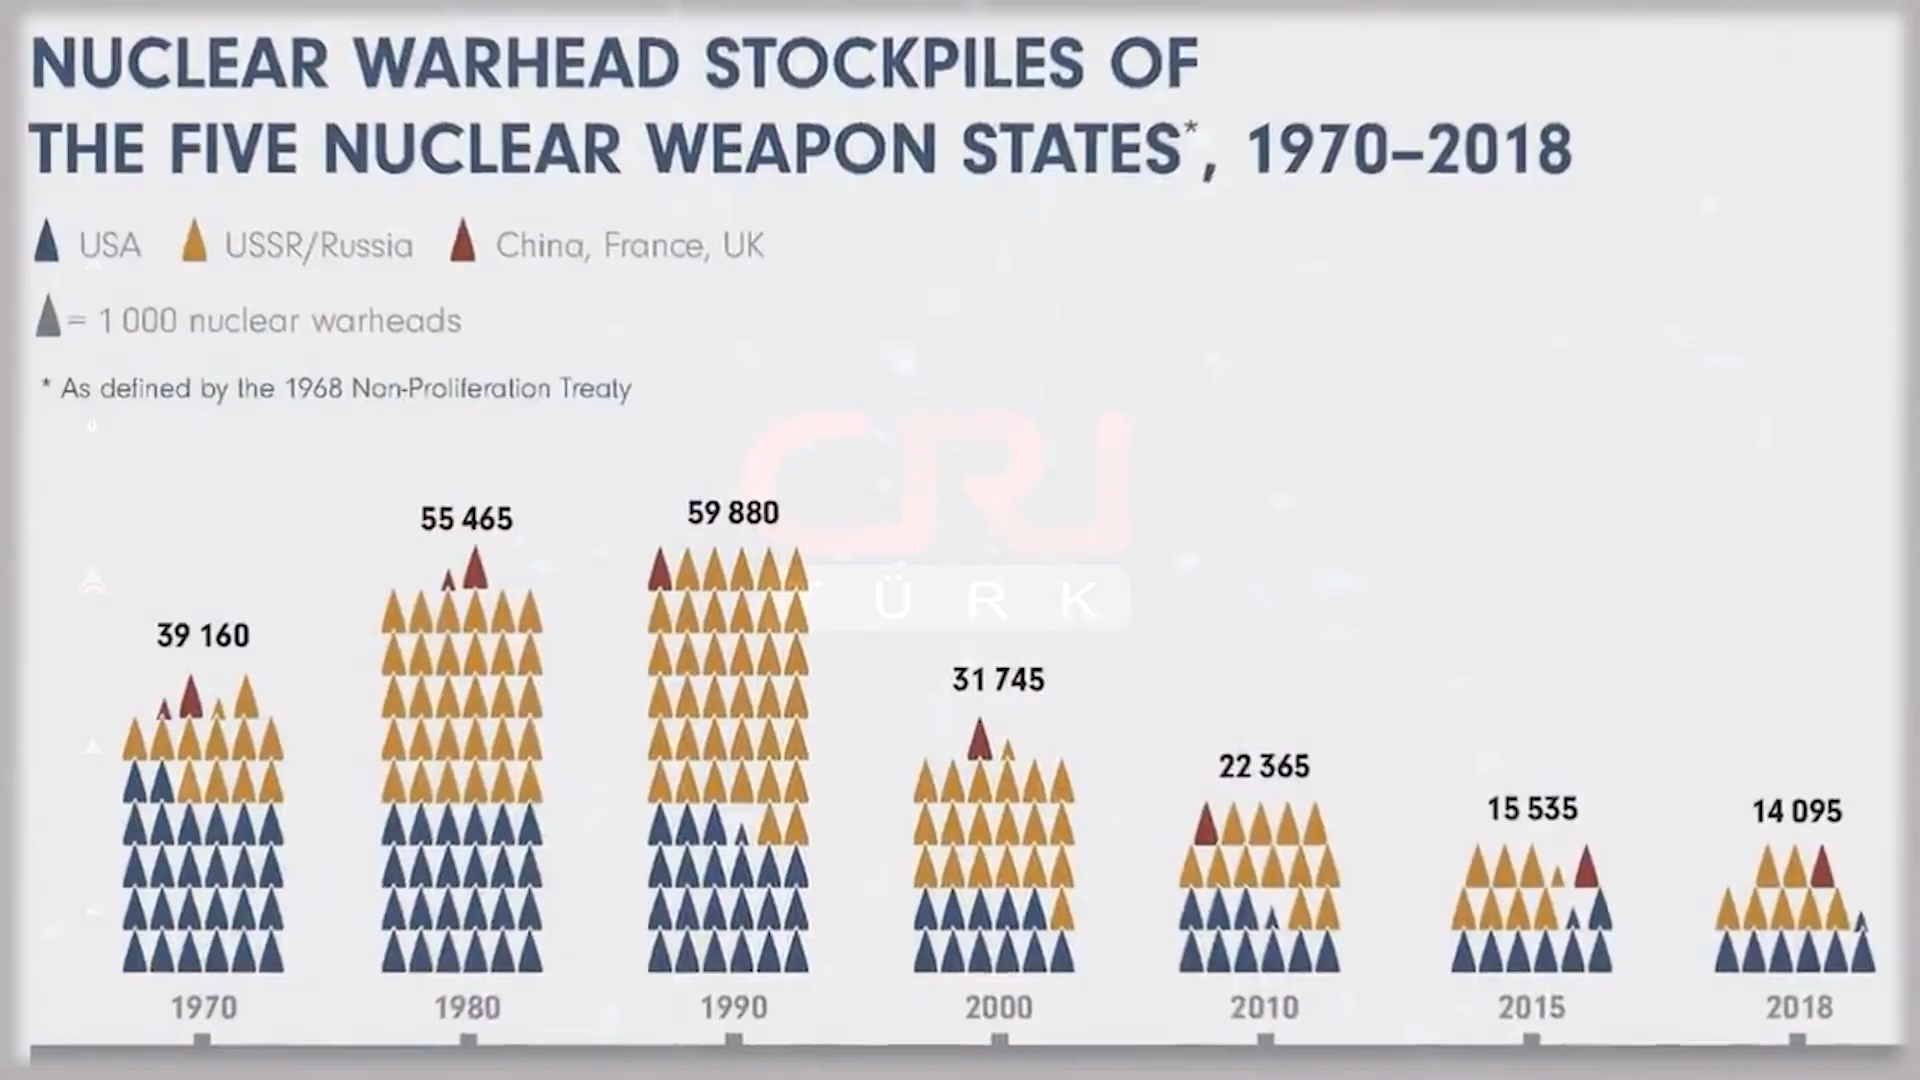 NUCLEAR WARHEAD STOCKPILES OF
THE FIVE NUCLEAR WEAPON STATES*, 1970–2018
USA USSR/Russia China, France, UK
= 1 000 nuclear warheads
* As defined by the 1968 Non-Proliferation Treaty
CRI
TÜRK
39 160
55 465
59 880
31 745
22 365
15 535
14 095
1970 1980 1990 2000 2010 2015 2018